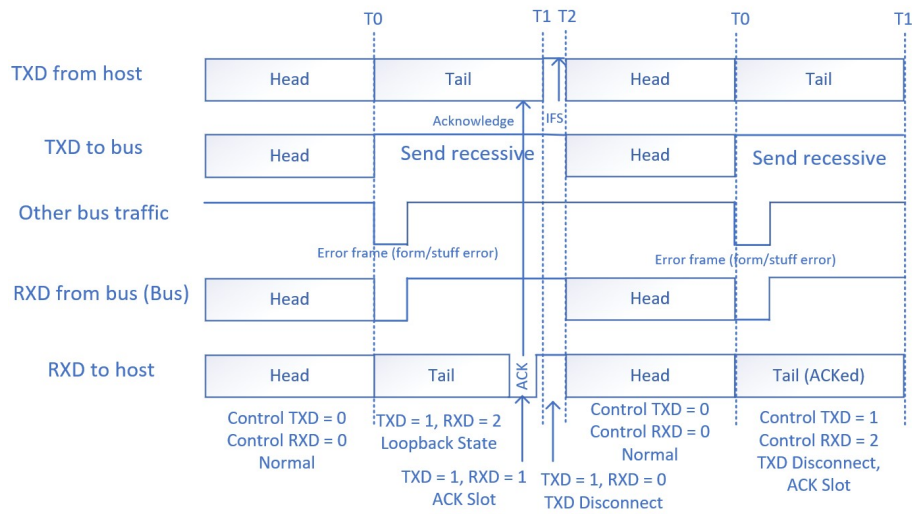 T0 T1 T2 T0 T1
TXD from host Head Tail Head Tail
Acknowledge IFS
TXD to bus Head Send recessive Head Send recessive
Other bus traffic
Error frame (form/stuff error) Error frame (form/stuff error)
RXD from bus (Bus) Head Head
RXD to host Head Tail ACK Head Tail (ACKed)
Control TXD = 0
Control RXD = 0
Normal
TXD = 1, RXD = 2
Loopback State
TXD = 1, RXD = 1
ACK Slot
TXD = 1, RXD = 0
TXD Disconnect
Control TXD = 0
Control RXD = 0
Normal
Control TXD = 1
Control RXD = 2
TXD Disconnect,
ACK Slot